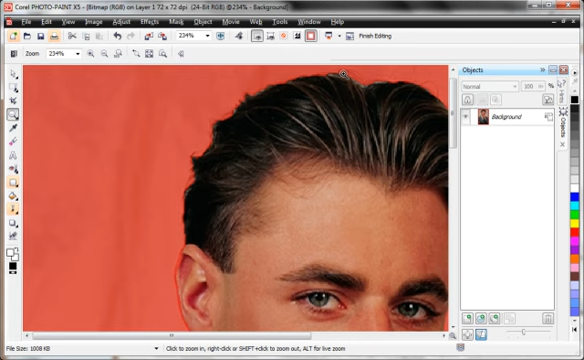 Corel PHOTO-PAINT X5 - [Bitmap (RGB) on Layer 1 72 x 72 dpi (24-Bit RGB) @234% - Background]
File Edit View Image Adjust Effects Mask Object Movie Web Tools Window Help
234% Finish Editing
Zoom 234%
Objects
Normal 100 %
Background
Hints
Objects
File Size: 1008 KB Click to zoom in, right-click or SHIFT+click to zoom out, ALT for live zoom